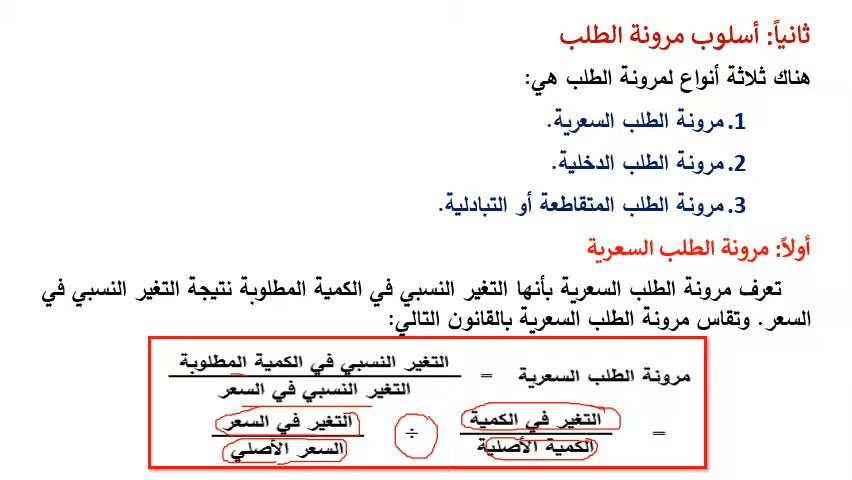 ثانياً: أسلوب مرونة الطلب
هناك ثلاثة أنواع لمرونة الطلب هي:
1. مرونة الطلب السعرية.
2. مرونة الطلب الدخلية.
3. مرونة الطلب المتقاطعة أو التبادلية.
أولاً: مرونة الطلب السعرية
تعرف مرونة الطلب السعرية بأنها التغير النسبي في الكمية المطلوبة نتيجة التغير النسبي في
السعر. وتقاس مرونة الطلب السعرية بالقانون التالي:
مرونة الطلب السعرية =
التغير النسبي في الكمية المطلوبة
التغير النسبي في السعر
=
التغير في الكمية
الكمية الأصلية
÷
التغير في السعر
السعر الأصلي